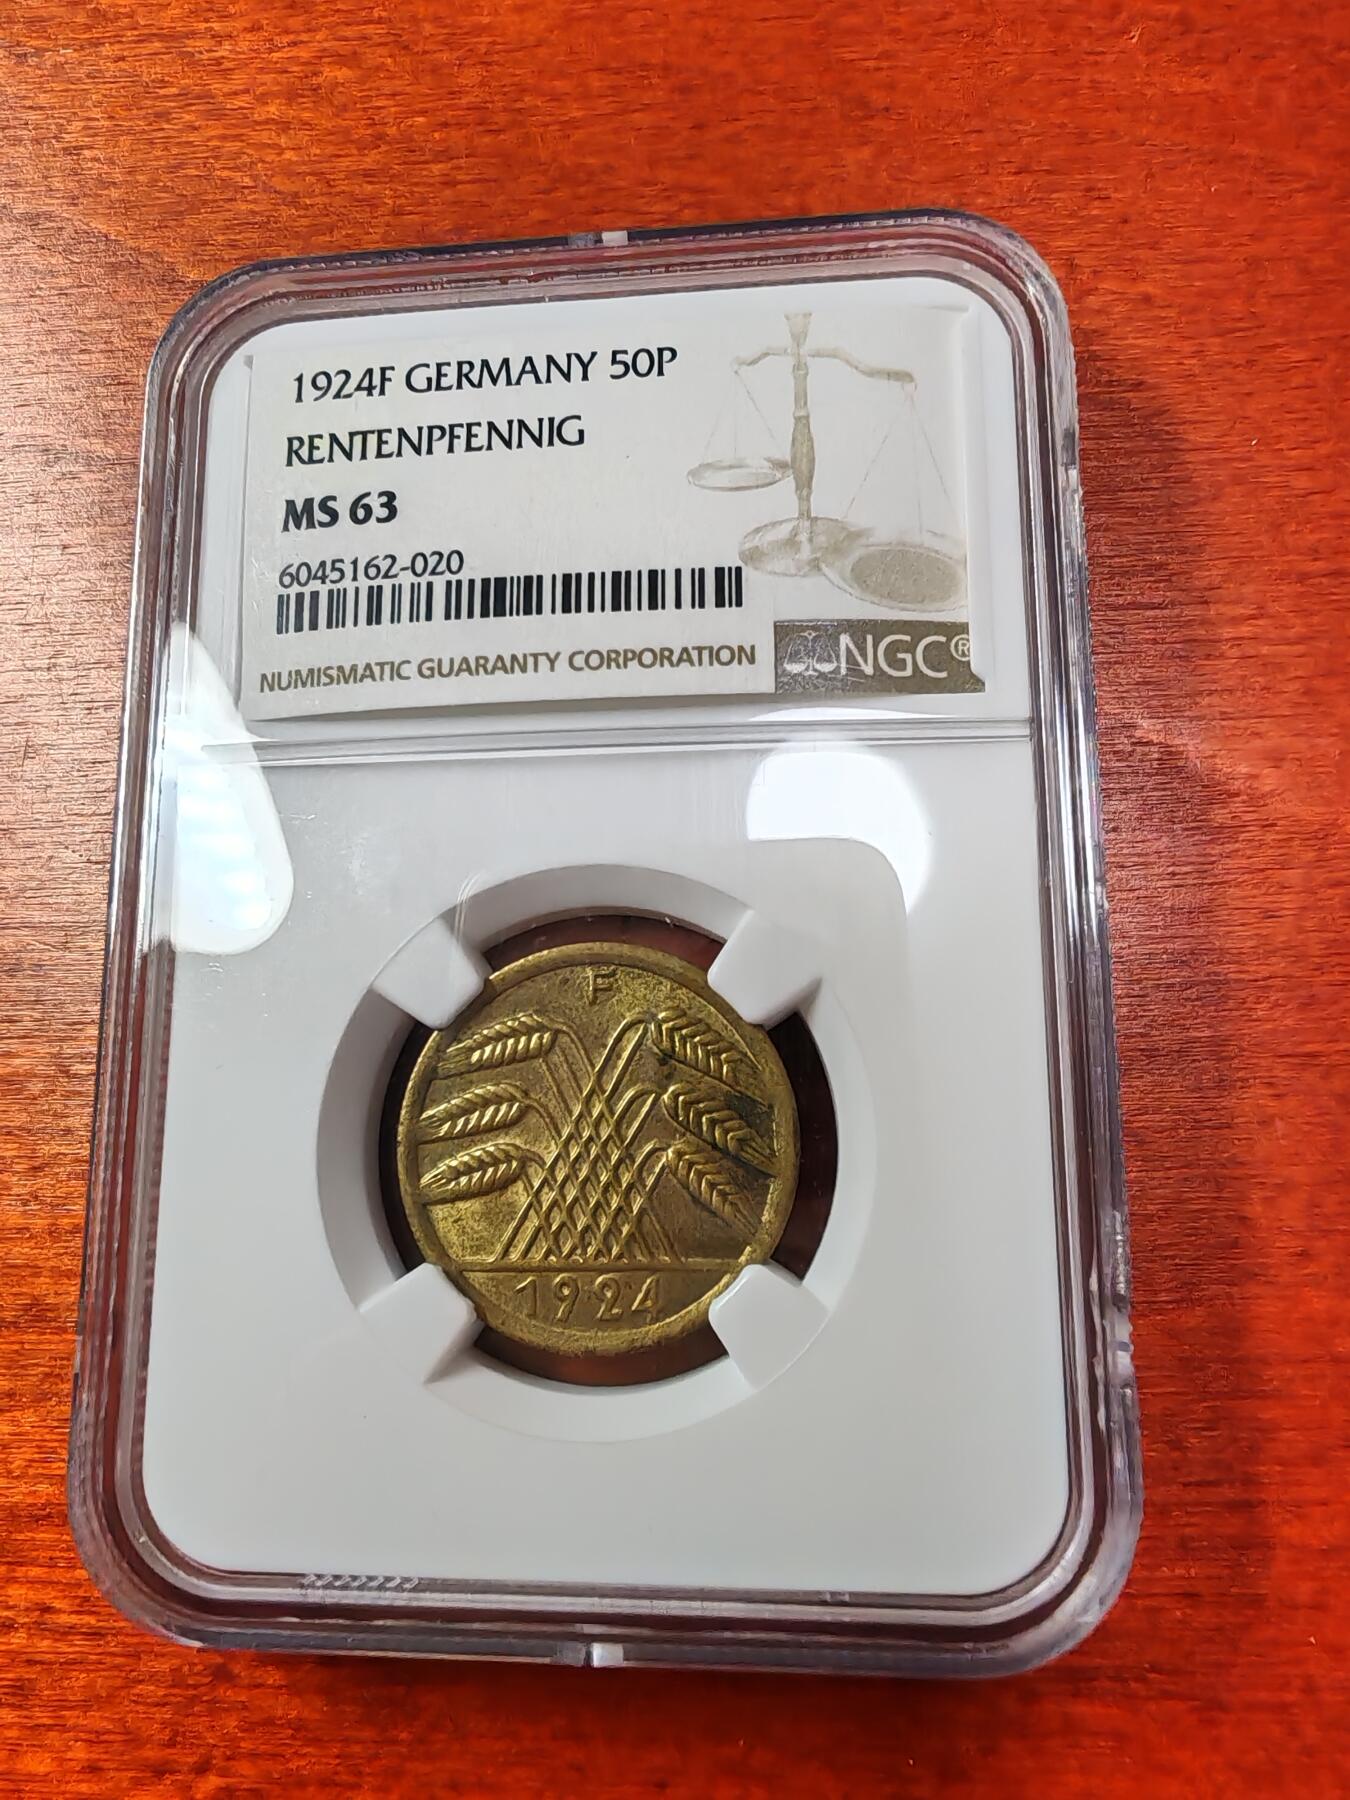 1924F GERMANY 50P
RENTENPFENNIG
MS 63
6045162-020
NUMISMATIC GUARANTY CORPORATION
NGC®
F
1924